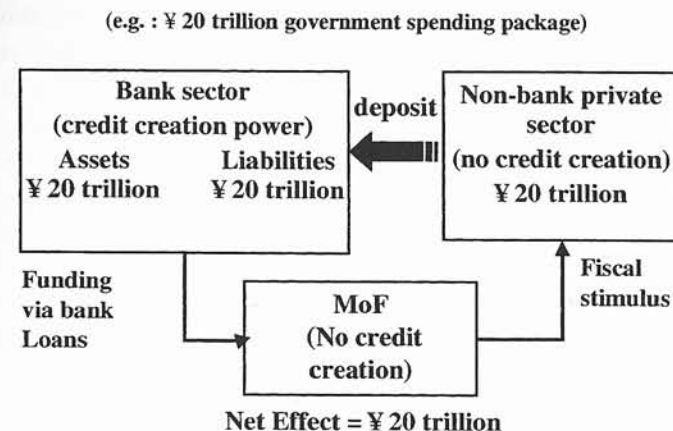 (e.g. : ¥ 20 trillion government spending package)
Bank sector
(credit creation power)
Assets Liabilities
¥ 20 trillion ¥ 20 trillion
deposit
Non-bank private
sector
(no credit creation)
¥ 20 trillion
Funding
via bank
Loans
MoF
(No credit
creation)
Fiscal
stimulus
Net Effect = ¥ 20 trillion